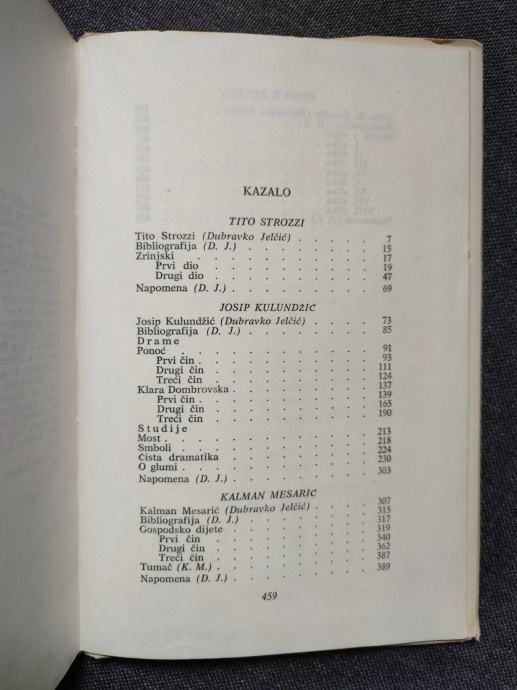 KAZALO
TITO STROZZI
Tito Strozzi (Dubravko Jelčić) . . . . . 7
Bibliografija (D. J.) . . . . . . . . 15
Zrinjski . . . . . . . . . . 17
Prvi dio . . . . . . . . . 19
Drugi dio . . . . . . . . . 47
Napomena (D. J.) . . . . . . . . 69
JOSIP KULUNDŽIĆ
Josip Kulundžić (Dubravko Jelčić) . . . . 73
Bibliografija (D. J.) . . . . . . . . 85
Drame
Ponoć . . . . . . . . . . 91
Prvi čin . . . . . . . . . 93
Drugi čin . . . . . . . . . 111
Treći čin . . . . . . . . . 124
Klara Dombrovska . . . . . . . . 137
Prvi čin . . . . . . . . . 139
Drugi čin . . . . . . . . . 165
Treći čin . . . . . . . . . 190
Studije
Most . . . . . . . . . . . 213
Smboli . . . . . . . . . . 218
Čista dramatika . . . . . . . . 224
O glumi . . . . . . . . . . 230
Napomena (D. J.) . . . . . . . . 303
KALMAN MESARIĆ
Kalman Mesarić (Dubravko Jelčić) . . . . 307
Bibliografija (D. J.) . . . . . . . . 315
Gospodsko dijete . . . . . . . . 317
Prvi čin . . . . . . . . . 319
Drugi čin . . . . . . . . . 340
Treći čin . . . . . . . . . 362
Tumač (K. M.) . . . . . . . . . 387
Napomena (D. J.) . . . . . . . . 389
459